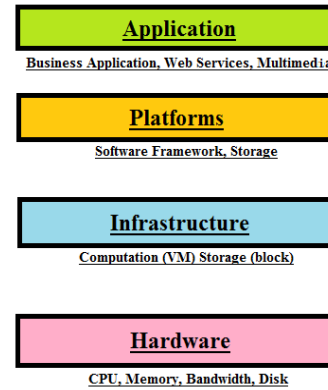 Application
Business Application, Web Services, Multimedia
Platforms
Software Framework, Storage
Infrastructure
Computation (VM) Storage (block)
Hardware
CPU, Memory, Bandwidth, Disk